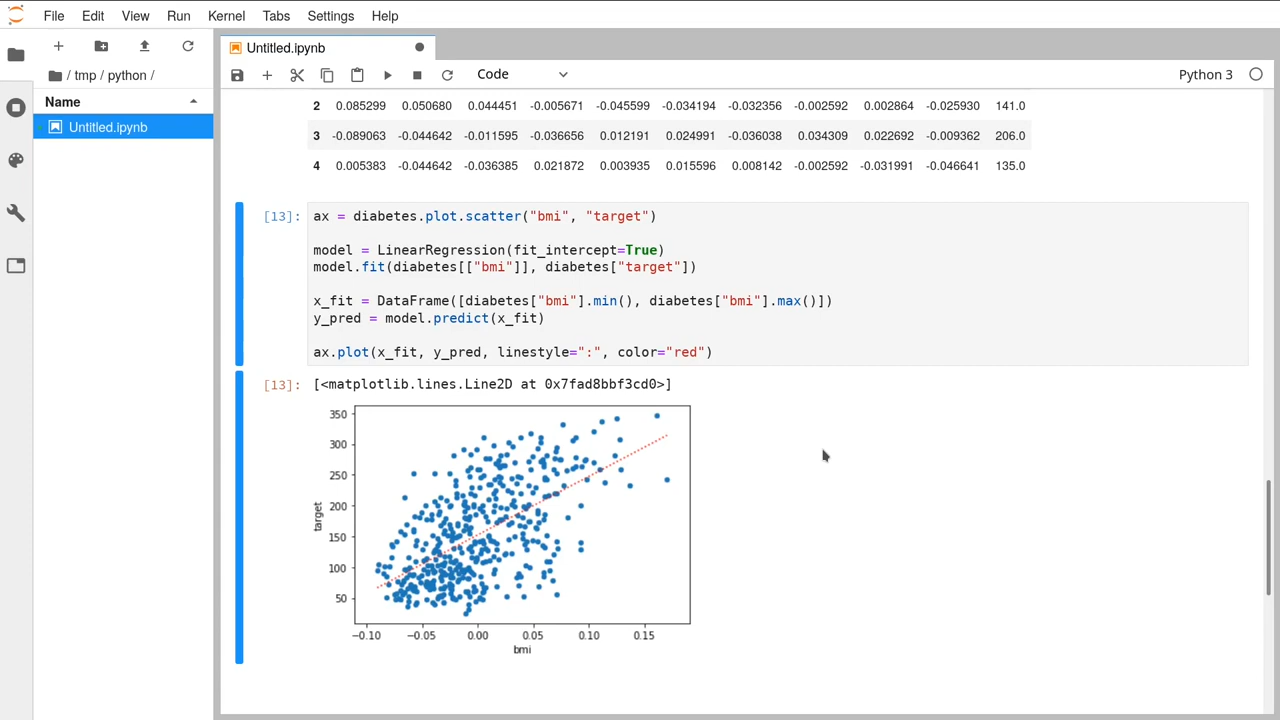 File Edit View Run Kernel Tabs Settings Help
Untitled.ipynb
/ tmp / python /
Code
Python 3
Name
Untitled.ipynb
2 0.085299 0.050680 0.044451 -0.005671 -0.045599 -0.034194 -0.032356 -0.002592 0.002864 -0.025930 141.0
3 -0.089063 -0.044642 -0.011595 -0.036656 0.012191 0.024991 -0.036038 0.034309 0.022692 -0.009362 206.0
4 0.005383 -0.044642 -0.036385 0.021872 0.003935 0.015596 0.008142 -0.002592 -0.031991 -0.046641 135.0
[13]: ax = diabetes.plot.scatter("bmi", "target")
model = LinearRegression(fit_intercept=True)
model.fit(diabetes[["bmi"]], diabetes["target"])
x_fit = DataFrame([diabetes["bmi"].min(), diabetes["bmi"].max()])
y_pred = model.predict(x_fit)
ax.plot(x_fit, y_pred, linestyle=":", color="red")
[13]: [<matplotlib.lines.Line2D at 0x7fad8bbf3cd0>]
350
300
250
200
150
100
50
target
−0.10 −0.05 0.00 0.05 0.10 0.15
bmi